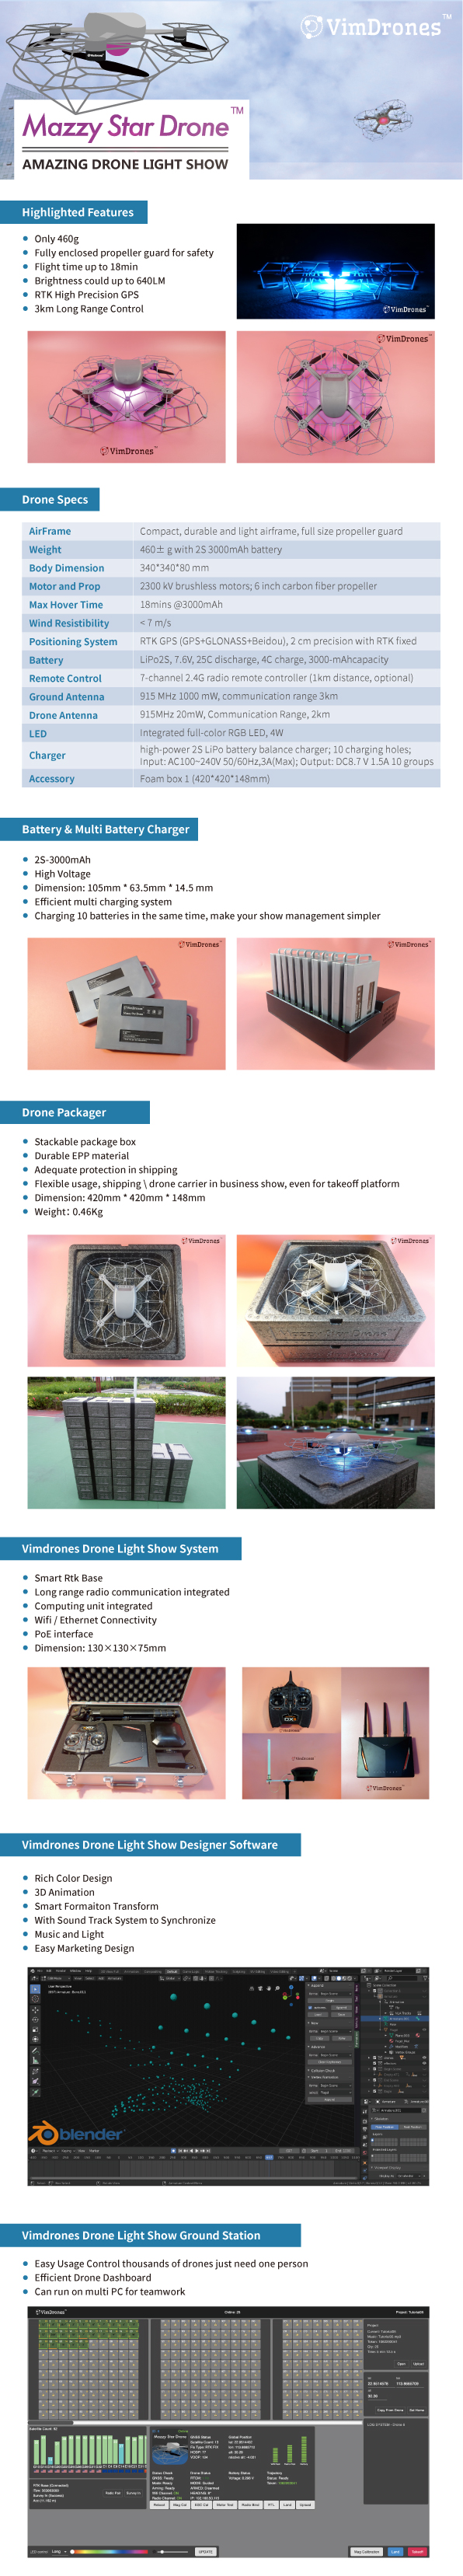 VimDrones™
Mazzy Star Drone™
AMAZING DRONE LIGHT SHOW
Highlighted Features
Only 460g
Fully enclosed propeller guard for safety
Flight time up to 18min
Brightness could up to 640LM
RTK High Precision GPS
3km Long Range Control
VimDrones™
VimDrones™
VimDrones™
Drone Specs
AirFrame Compact, durable and light airframe, full size propeller guard
Weight 460± g with 2S 3000mAh battery
Body Dimension 340*340*80 mm
Motor and Prop 2300 kV brushless motors; 6 inch carbon fiber propeller
Max Hover Time 18mins @3000mAh
Wind Resistibility < 7 m/s
Positioning System RTK GPS (GPS+GLONASS+Beidou), 2 cm precision with RTK fixed
Battery LiPo2S, 7.6V, 25C discharge, 4C charge, 3000-mAhcapacity
Remote Control 7-channel 2.4G radio remote controller (1km distance, optional)
Ground Antenna 915 MHz 1000 mW, communication range 3km
Drone Antenna 915MHz 20mW, Communication Range, 2km
LED Integrated full-color RGB LED, 4W
Charger high-power 2S LiPo battery balance charger; 10 charging holes;
Input: AC100~240V 50/60Hz,3A(Max); Output: DC8.7 V 1.5A 10 groups
Accessory Foam box 1 (420*420*148mm)
Battery & Multi Battery Charger
2S-3000mAh
High Voltage
Dimension: 105mm * 63.5mm * 14.5 mm
Efficient multi charging system
Charging 10 batteries in the same time, make your show management simpler
VimDrones™
VimDrones™
Drone Packager
Stackable package box
Durable EPP material
Adequate protection in shipping
Flexible usage, shipping \ drone carrier in business show, even for takeoff platform
Dimension: 420mm * 420mm * 148mm
Weight: 0.46Kg
VimDrones™
VimDrones™
Vimdrones Drone Light Show System
Smart Rtk Base
Long range radio communication integrated
Computing unit integrated
Wifi / Ethernet Connectivity
PoE interface
Dimension: 130×130×75mm
VimDrones™
Vimdrones Drone Light Show Designer Software
Rich Color Design
3D Animation
Smart Formaiton Transform
With Sound Track System to Synchronize
Music and Light
Easy Marketing Design
blender
Vimdrones Drone Light Show Ground Station
Easy Usage Control thousands of drones just need one person
Efficient Drone Dashboard
Can run on multi PC for teamwork
VimDrones™
Mazzy Star Drone
UPDATE